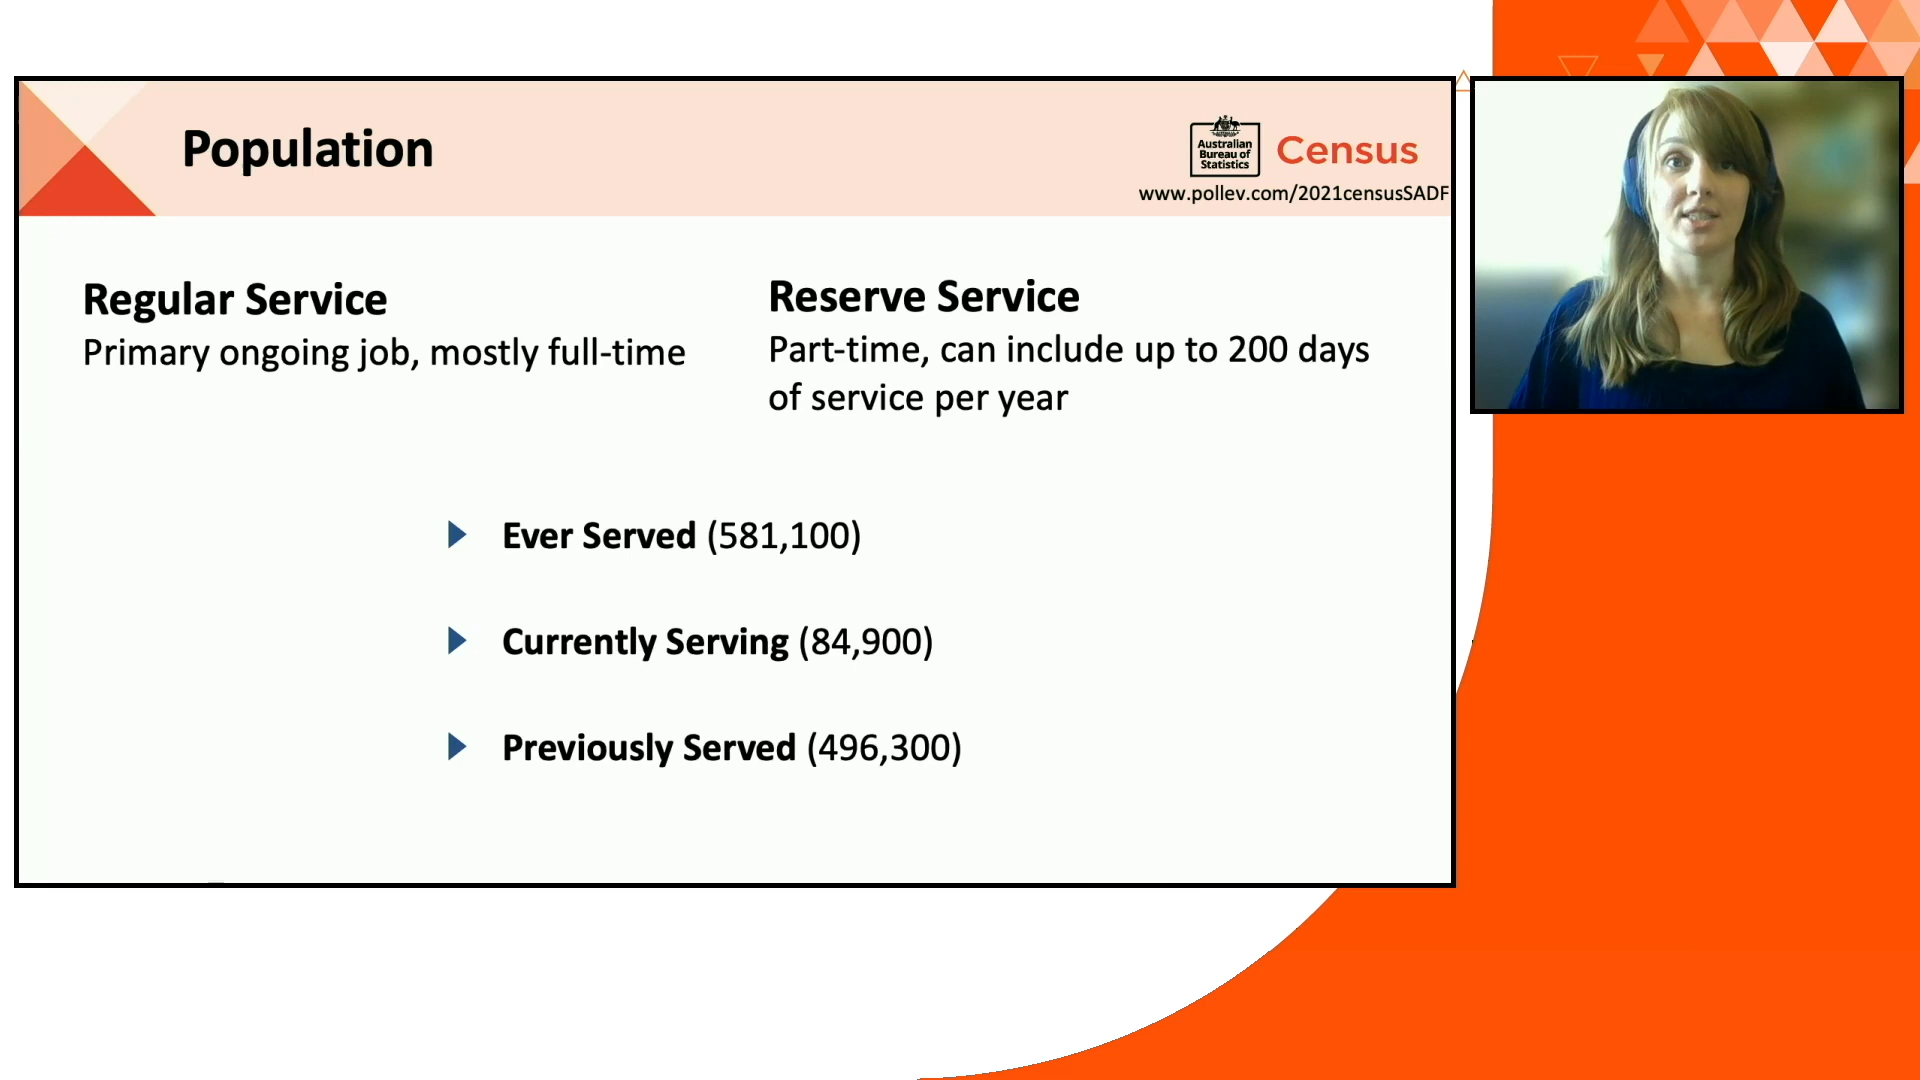 Population
Australian
Bureau of
Statistics
Census
www.pollev.com/2021censusSADF
Regular Service
Primary ongoing job, mostly full-time
Reserve Service
Part-time, can include up to 200 days
of service per year
Ever Served (581,100)
Currently Serving (84,900)
Previously Served (496,300)